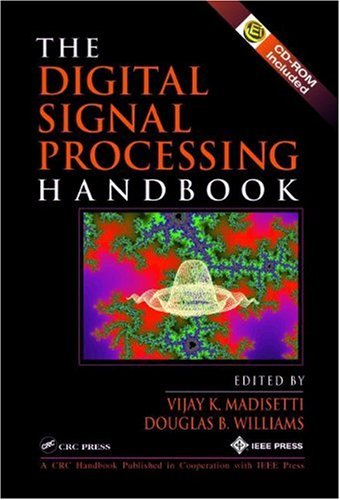 CD-ROM
Included
THE
DIGITAL
SIGNAL
PROCESSING
HANDBOOK
EDITED BY
VIJAY K. MADISETTI
DOUGLAS B. WILLIAMS
CRC PRESS
IEEE PRESS
A CRC Handbook Published in Cooperation with IEEE Press